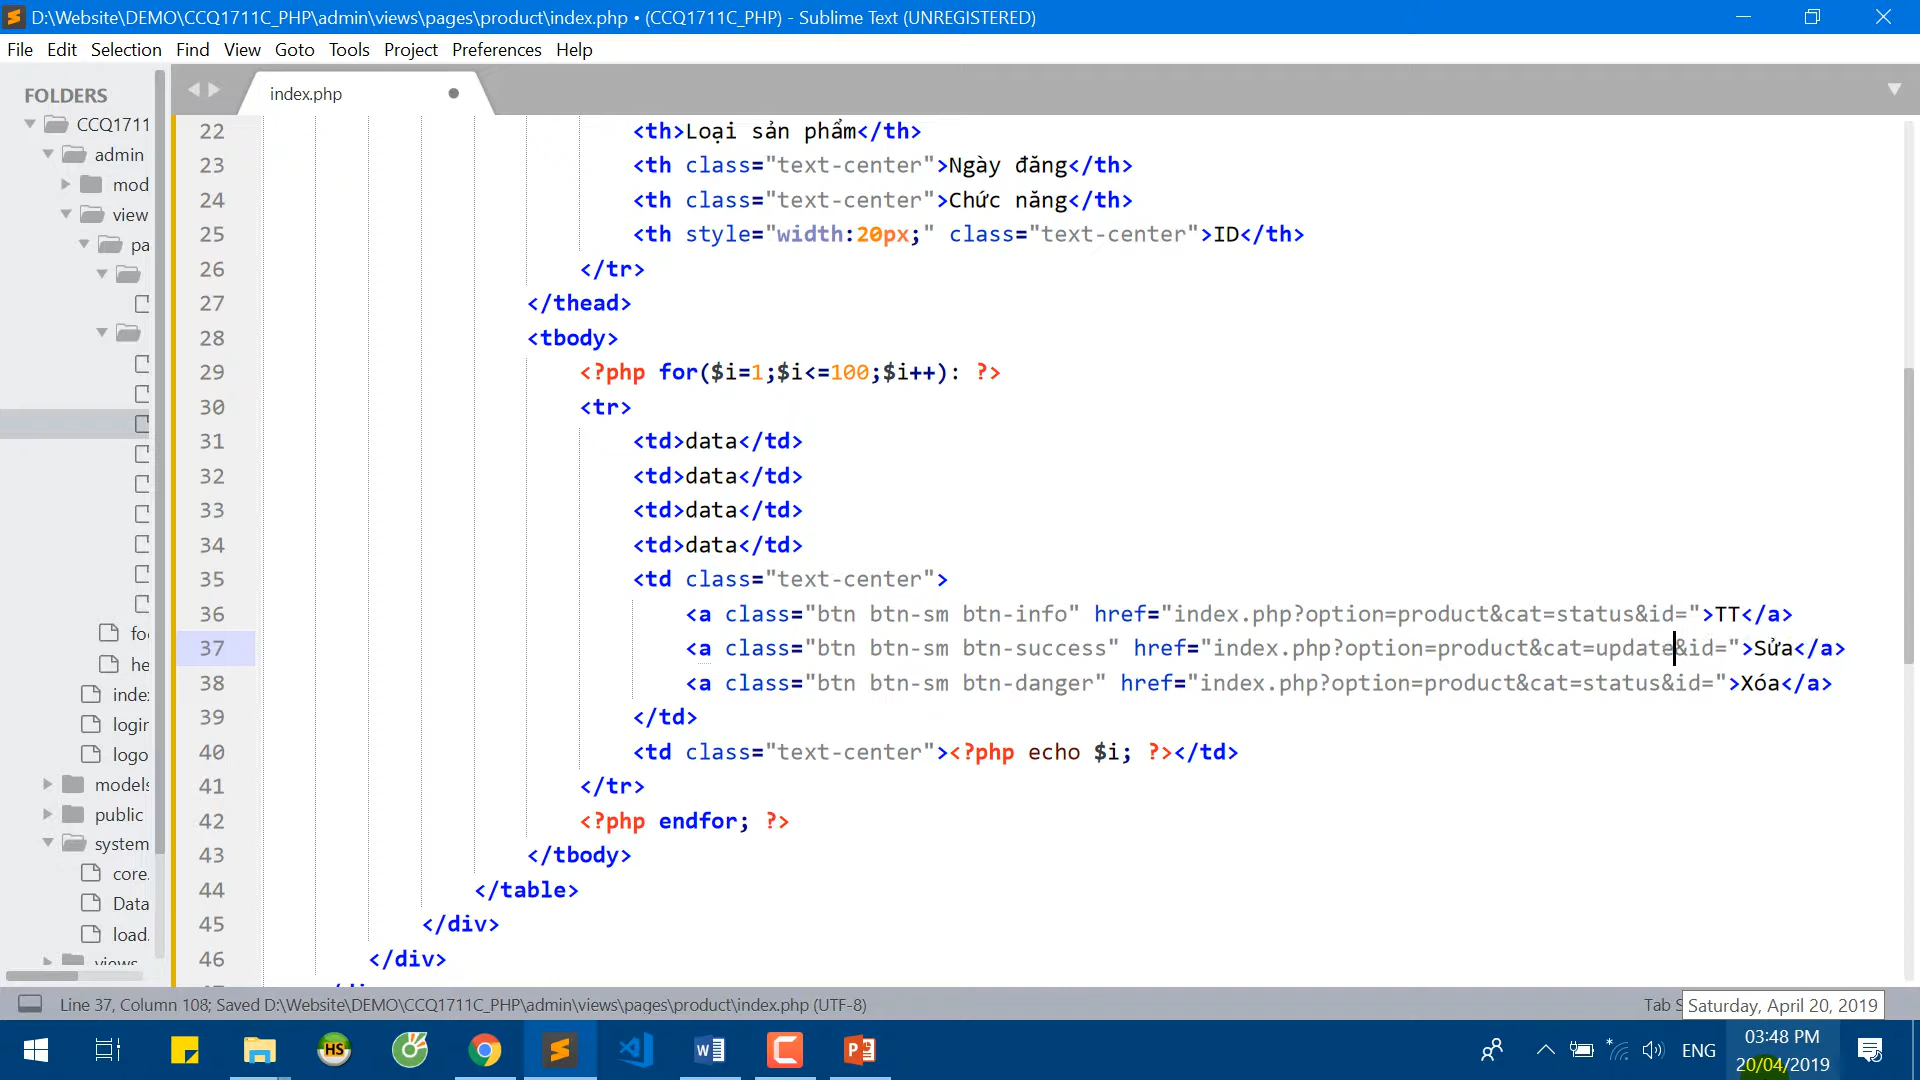 D:\Website\DEMO\CCQ1711C_PHP\admin\views\pages\product\index.php • (CCQ1711C_PHP) - Sublime Text (UNREGISTERED)
File Edit Selection Find View Goto Tools Project Preferences Help
FOLDERS
CCQ1711
admin
mod
view
pa
foo
he
index
login
logo
models
public
system
core.
Data
load.
views
index.php
22 <th>Loại sản phẩm</th>
23 <th class="text-center">Ngày đăng</th>
24 <th class="text-center">Chức năng</th>
25 <th style="width:20px;" class="text-center">ID</th>
26 </tr>
27 </thead>
28 <tbody>
29 <?php for($i=1;$i<=100;$i++): ?>
30 <tr>
31 <td>data</td>
32 <td>data</td>
33 <td>data</td>
34 <td>data</td>
35 <td class="text-center">
36 <a class="btn btn-sm btn-info" href="index.php?option=product&cat=status&id=">TT</a>
37 <a class="btn btn-sm btn-success" href="index.php?option=product&cat=update&id=">Sửa</a>
38 <a class="btn btn-sm btn-danger" href="index.php?option=product&cat=status&id=">Xóa</a>
39 </td>
40 <td class="text-center"><?php echo $i; ?></td>
41 </tr>
42 <?php endfor; ?>
43 </tbody>
44 </table>
45 </div>
46 </div>
Line 37, Column 108; Saved D:\Website\DEMO\CCQ1711C_PHP\admin\views\pages\product\index.php (UTF-8)
Tab S
Saturday, April 20, 2019
HS
ENG
03:48 PM
20/04/2019